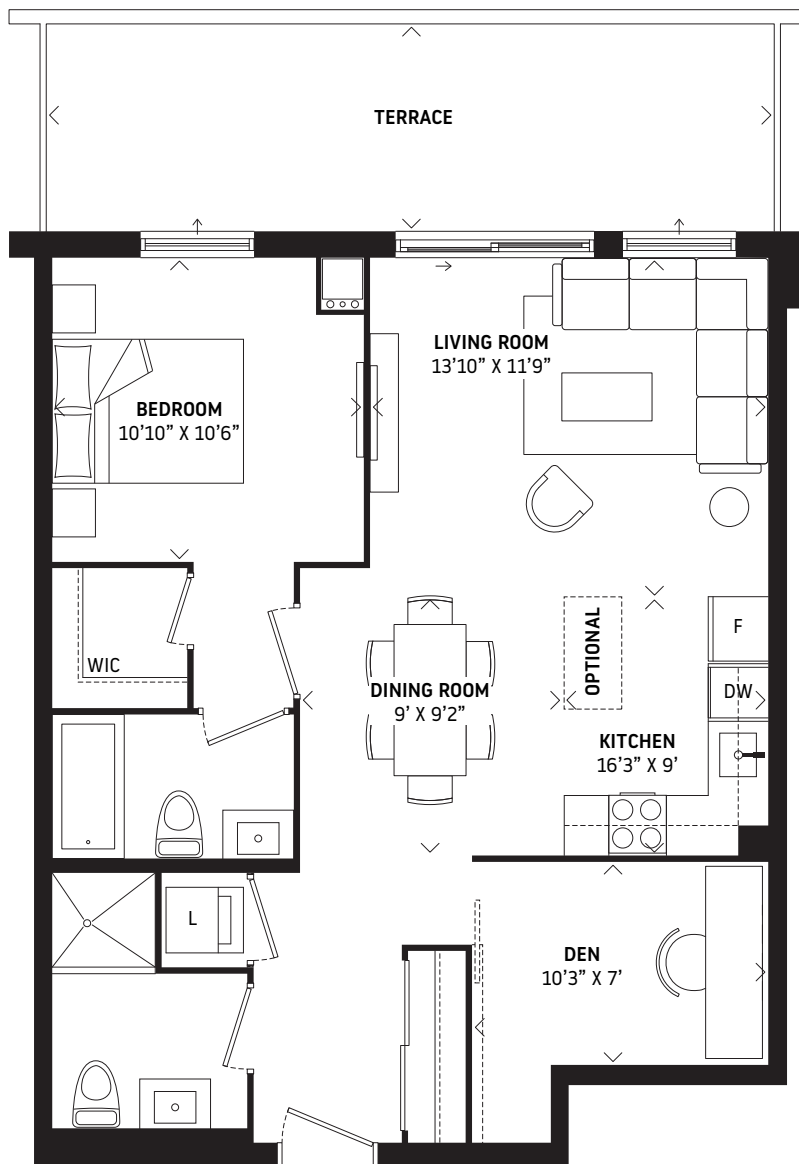 TERRACE
LIVING ROOM
13’10” X 11’9”
BEDROOM
10’10” X 10’6”
OPTIONAL
F
WIC
DINING ROOM
9’ X 9’2”
DW
KITCHEN
16’3” X 9’
L
DEN
10’3” X 7’